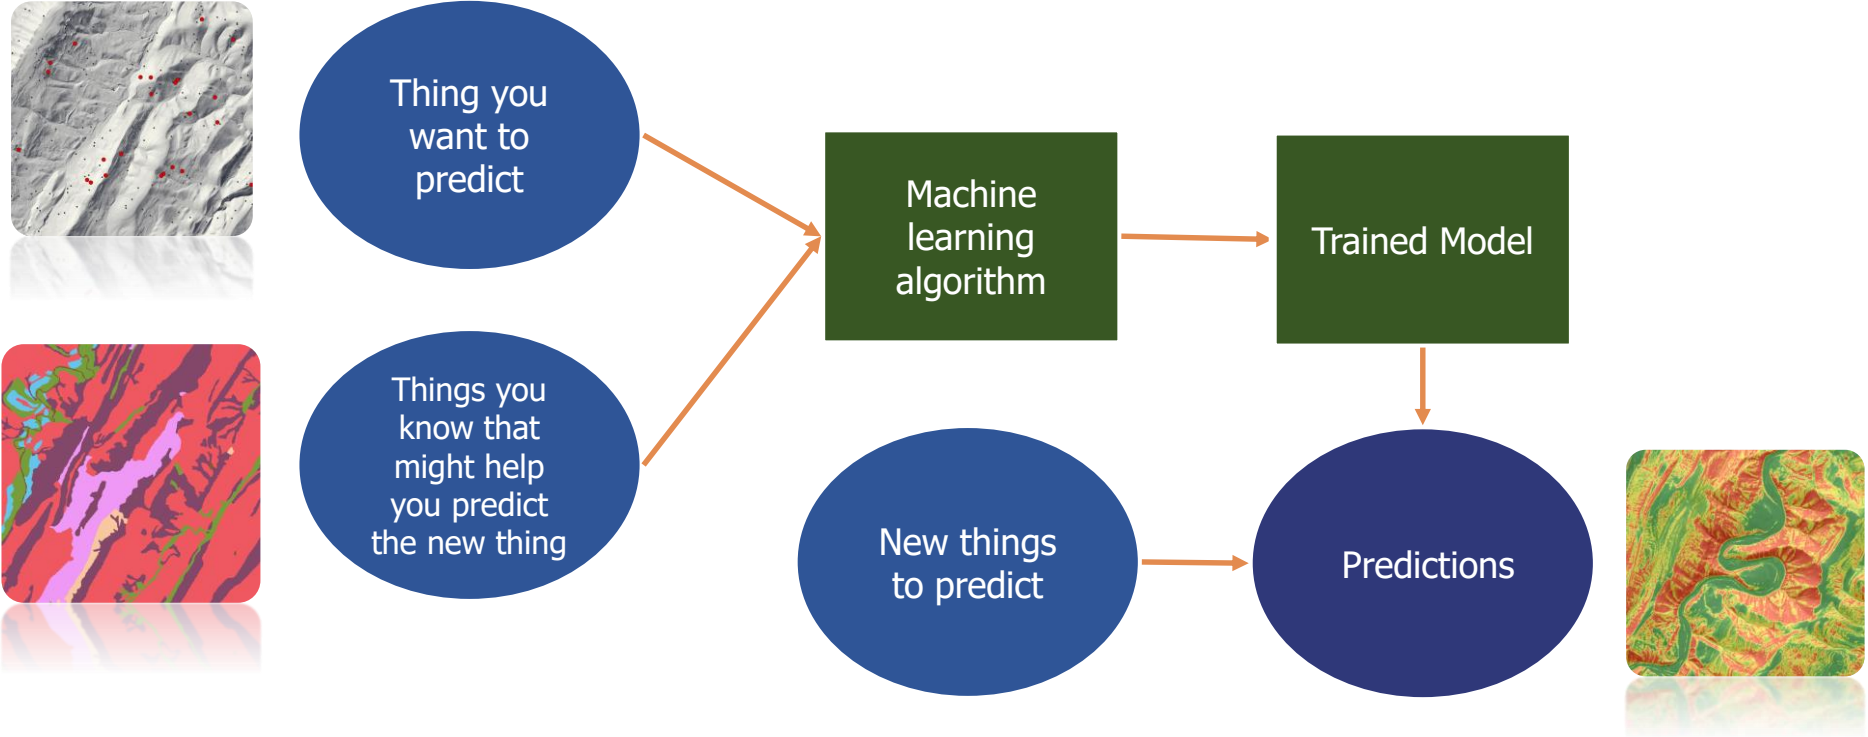 Thing you
want to
predict
Things you
know that
might help
you predict
the new thing
Machine
learning
algorithm
Trained Model
New things
to predict
Predictions